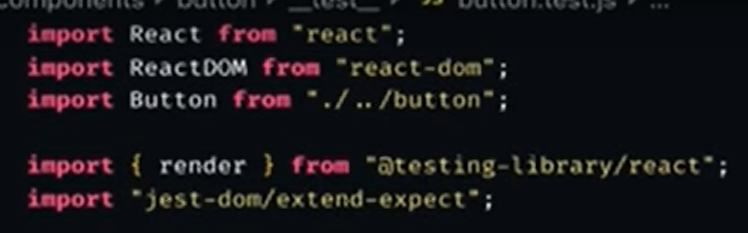 components button __test__ button.test.js ...
import React from "react";
import ReactDOM from "react-dom";
import Button from "./../button";
import { render } from "@testing-library/react";
import "jest-dom/extend-expect";